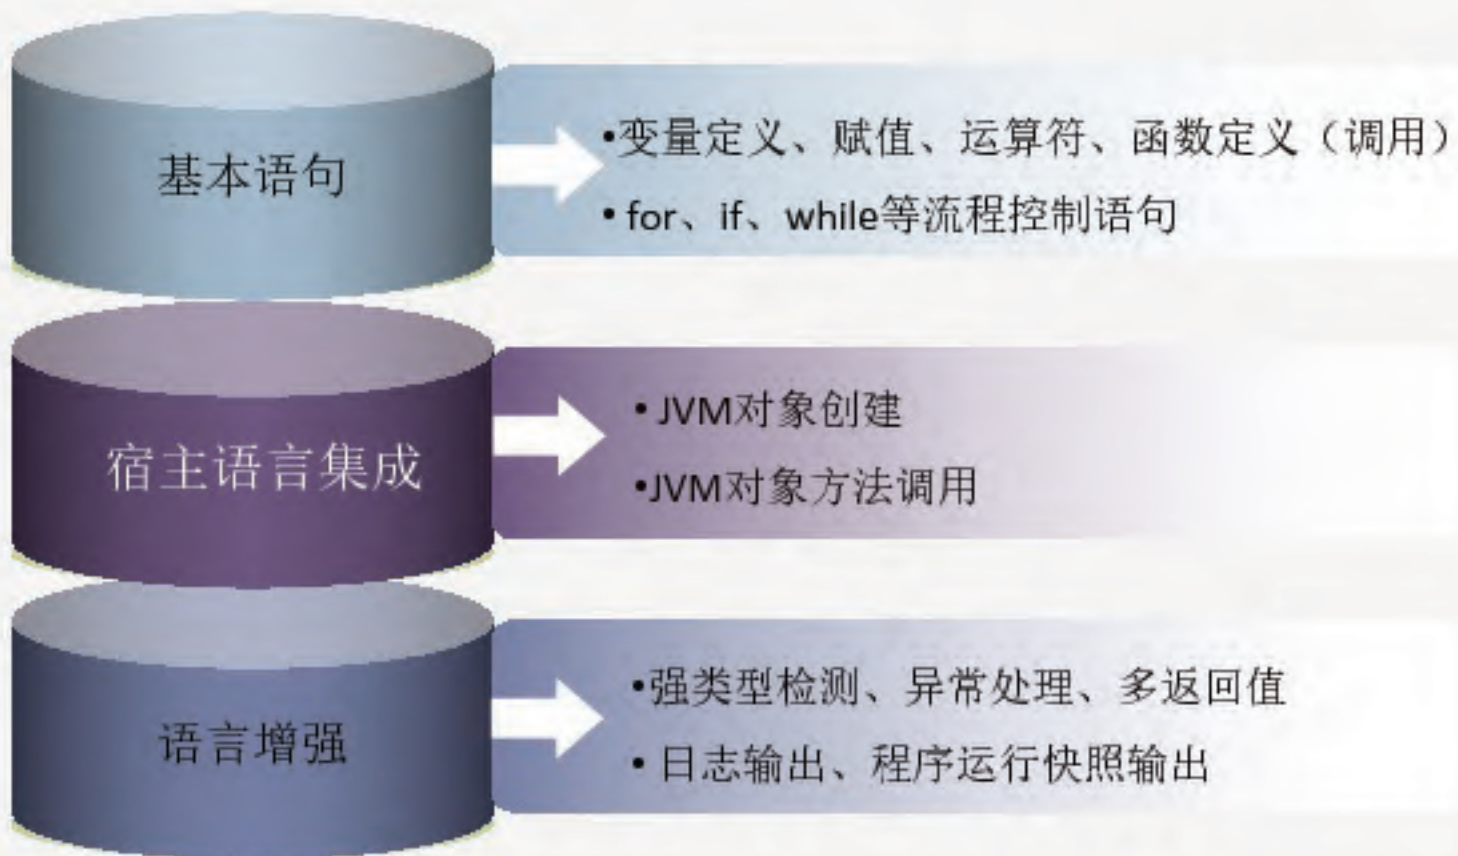 基本语句
•变量定义、赋值、运算符、函数定义（调用）
• for、if、while等流程控制语句
宿主语言集成
• JVM对象创建
•JVM对象方法调用
语言增强
•强类型检测、异常处理、多返回值
• 日志输出、程序运行快照输出